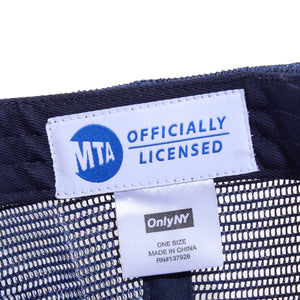 MTA
OFFICIALLY
LICENSED
OnlyNY
ONE SIZE
MADE IN CHINA
RN#137928